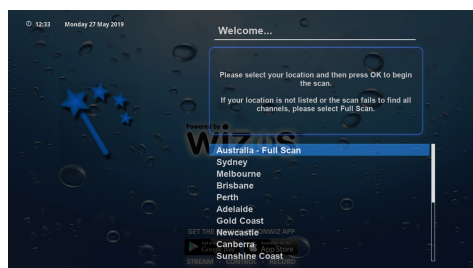 12:33 Monday 27 May 2019
Welcome...
Please select your location and then press OK to begin
the scan.
If your location is not listed or the scan fails to find all
channels, please select Full Scan.
Powered by
WizOS
Australia - Full Scan
Sydney
Melbourne
Brisbane
Perth
Adelaide
Gold Coast
GET THE
Newcastle
ONWIZ APP
Canberra
App Store
Sunshine Coast
STREAM · CONTROL · RECORD